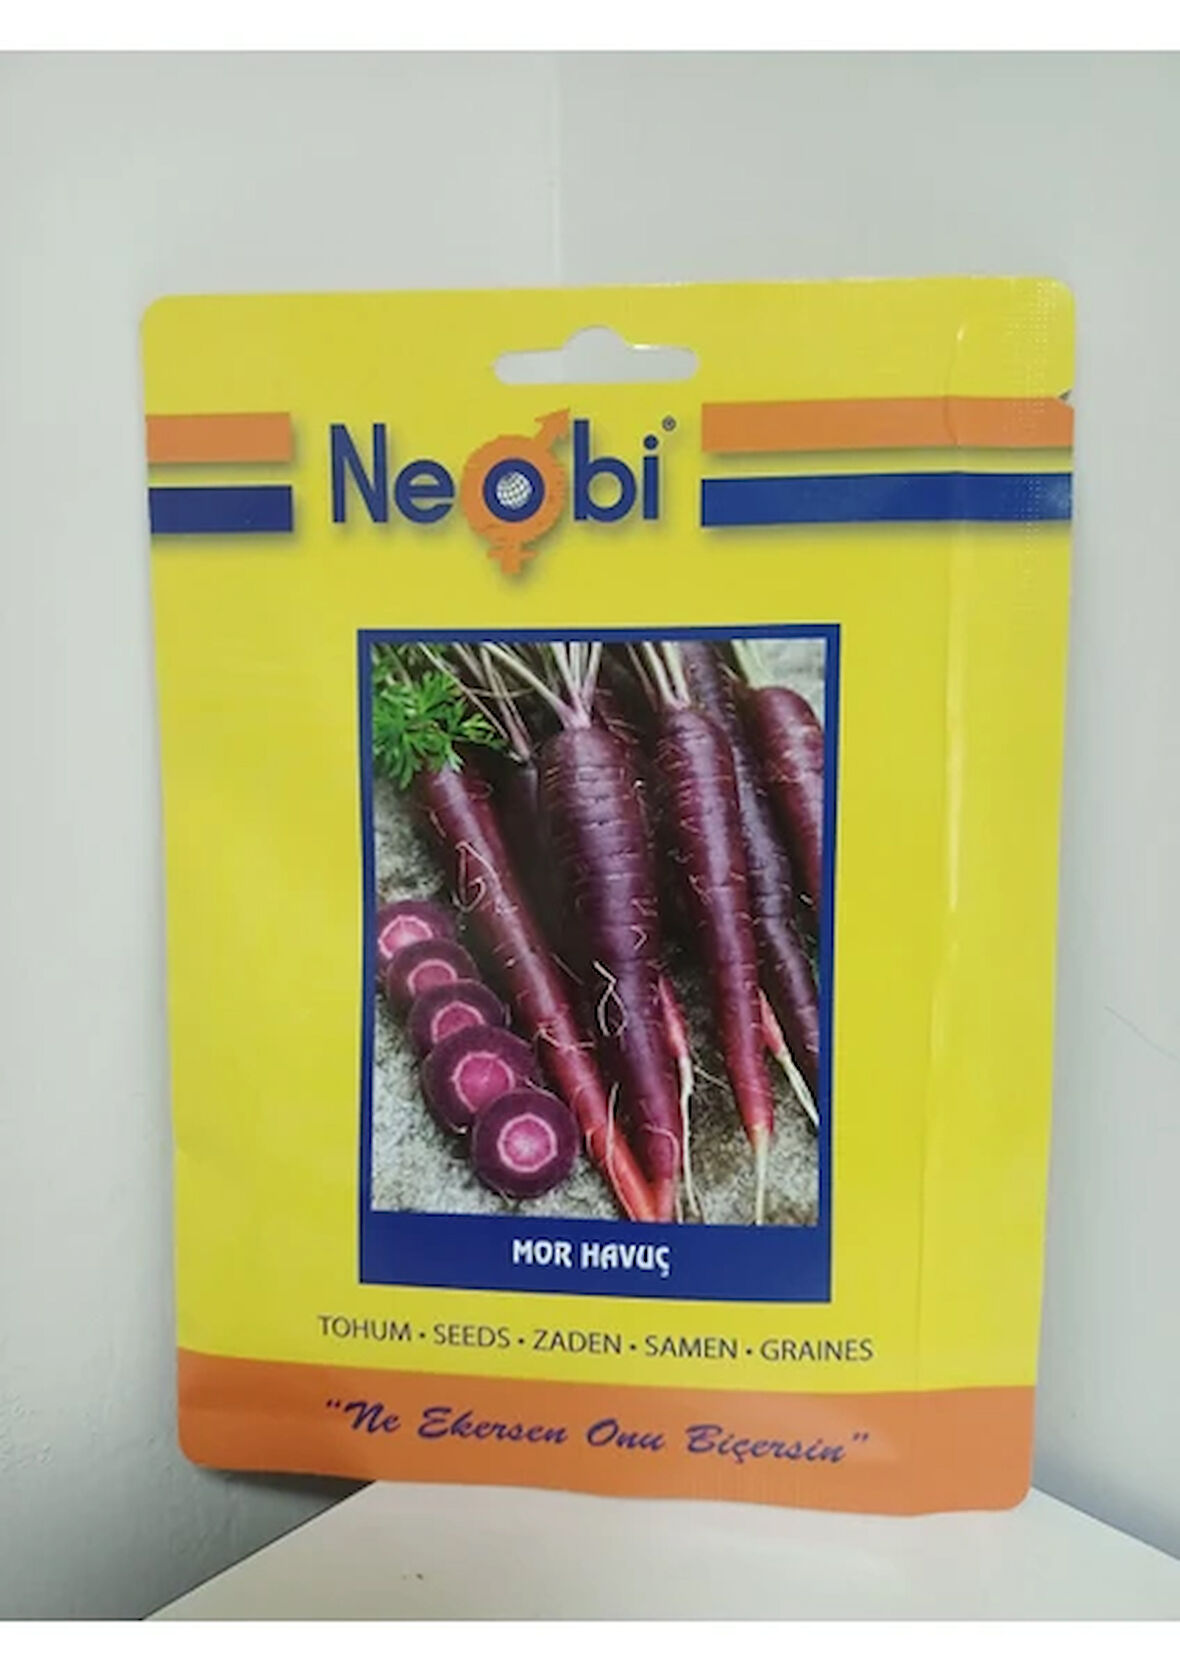 Neobi®
MOR HAVUÇ
TOHUM • SEEDS • ZADEN • SAMEN • GRAINES
"Ne Ekersen Onu Biçersin"